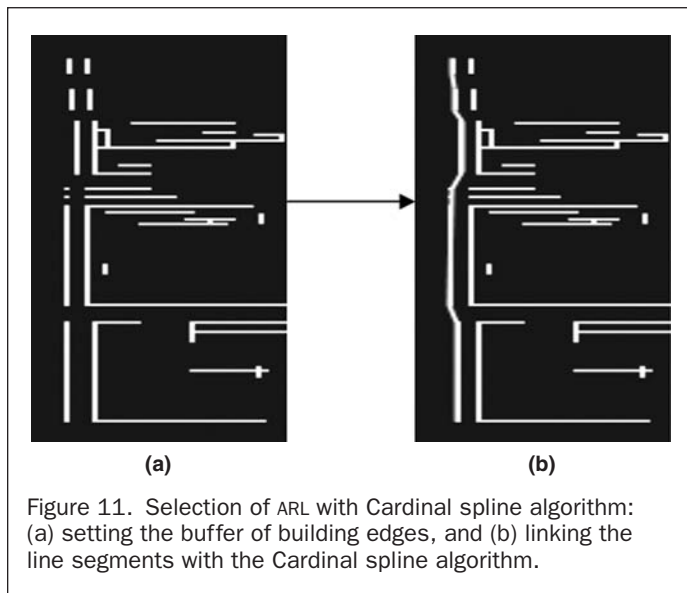 (a)
(b)
Figure 11. Selection of ARL with Cardinal spline algorithm:
(a) setting the buffer of building edges, and (b) linking the
line segments with the Cardinal spline algorithm.